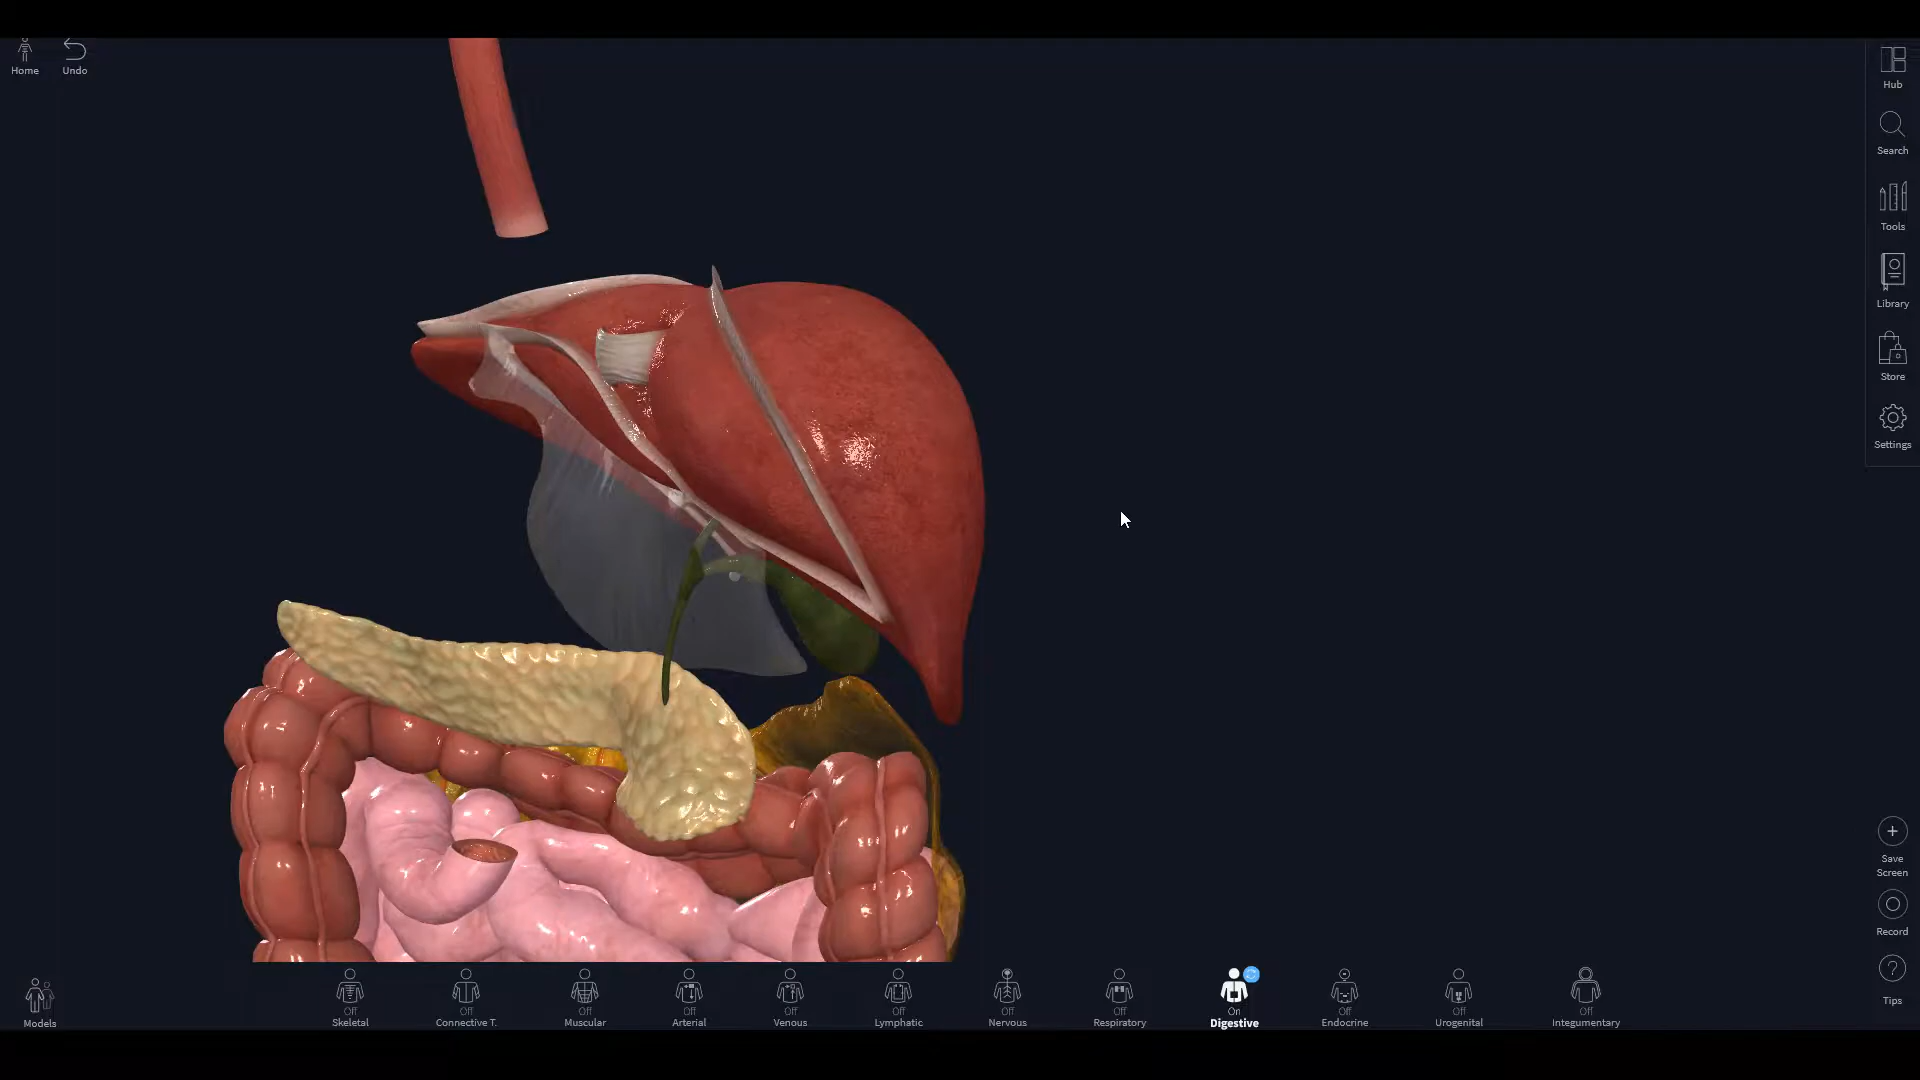 Home
Undo
Hub
Search
Tools
Library
Store
Settings
Save
Screen
Record
Tips
Models
Off
Skeletal
Off
Connective T.
Off
Muscular
Off
Arterial
Off
Venous
Off
Lymphatic
Off
Nervous
Off
Respiratory
On
Digestive
Off
Endocrine
Off
Urogenital
Off
Integumentary